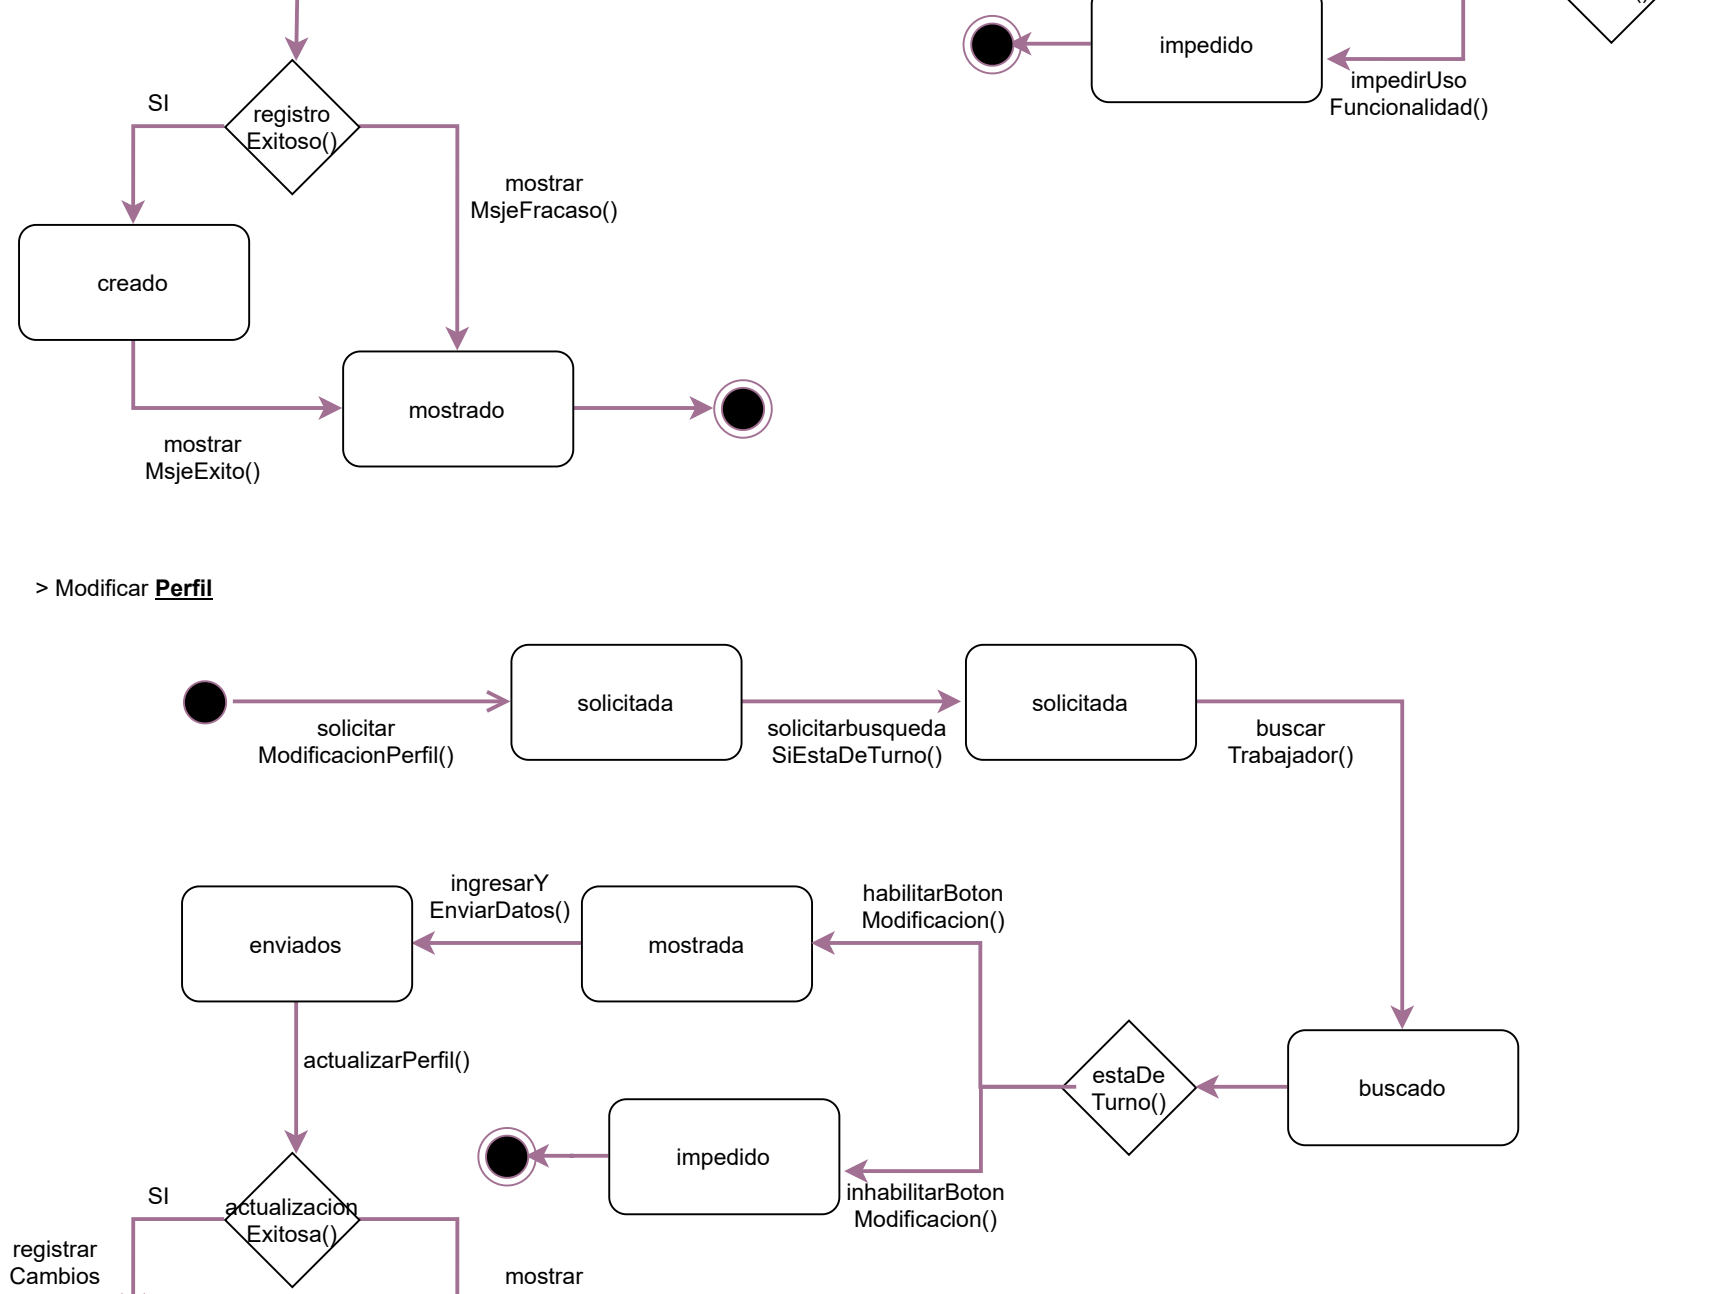 ()
impedido
impedirUso
Funcionalidad()
SI
registro
Exitoso()
mostrar
MsjeFracaso()
creado
mostrado
mostrar
MsjeExito()
> Modificar Perfil
solicitada
solicitada
solicitar
ModificacionPerfil()
solicitarbusqueda
SiEstaDeTurno()
buscar
Trabajador()
ingresarY
EnviarDatos()
habilitarBoton
Modificacion()
enviados
mostrada
actualizarPerfil()
estaDe
Turno()
buscado
impedido
inhabilitarBoton
Modificacion()
SI
actualizacion
Exitosa()
registrar
Cambios
mostrar